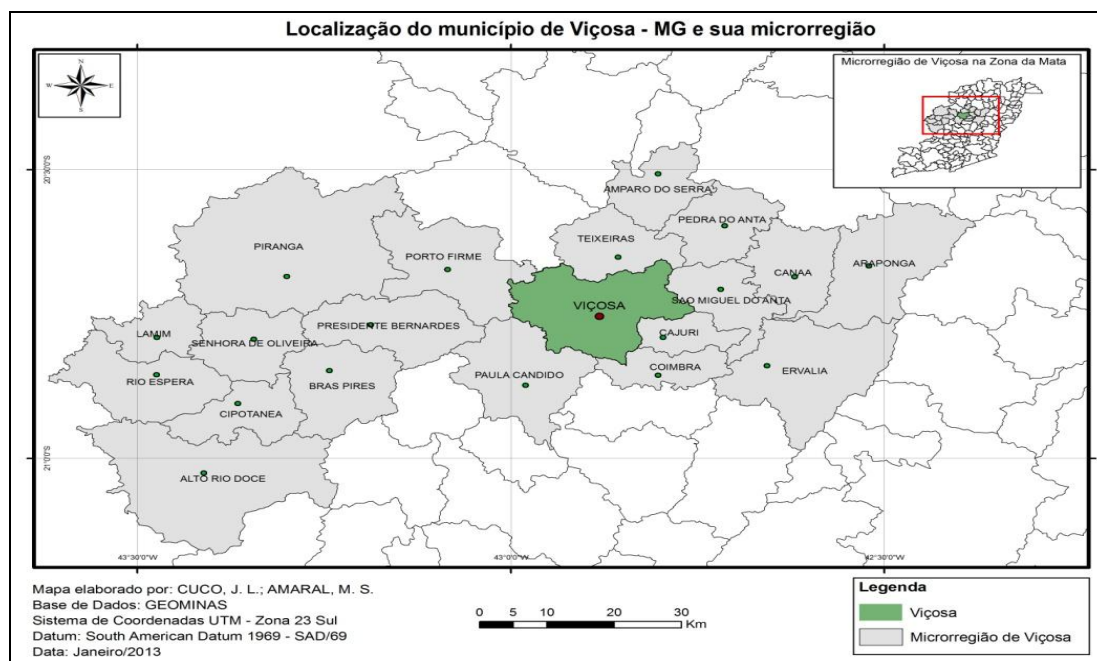 Localização do município de Viçosa - MG e sua microrregião
N
W E
S
Microrregião de Viçosa na Zona da Mata
20°30'0"S
AMPARO DO SERRA
PEDRA DO ANTA
TEIXEIRAS
PIRANGA
PORTO FIRME
CANAA
ARAPONGA
SAO MIGUEL DO ANTA
VIÇOSA
PRESIDENTE BERNARDES
LAMIM
SENHORA DE OLIVEIRA
CAJURI
COIMBRA
ERVALIA
PAULA CANDIDO
BRAS PIRES
RIO ESPERA
CIPOTANEA
21°0'0"S
ALTO RIO DOCE
43°30'0"W
43°0'0"W
42°30'0"W
Mapa elaborado por: CUCO, J. L.; AMARAL, M. S.
Base de Dados: GEOMINAS
Sistema de Coordenadas UTM - Zona 23 Sul
Datum: South American Datum 1969 - SAD/69
Data: Janeiro/2013
0 5 10 20 30
Km
Legenda
Viçosa
Microrregião de Viçosa